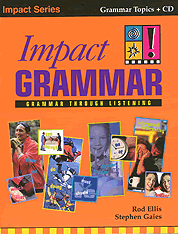 Impact Series
Grammar Topics + CD
Impact
GRAMMAR
GRAMMAR THROUGH LISTENING
Rod Ellis
Stephen Gaies